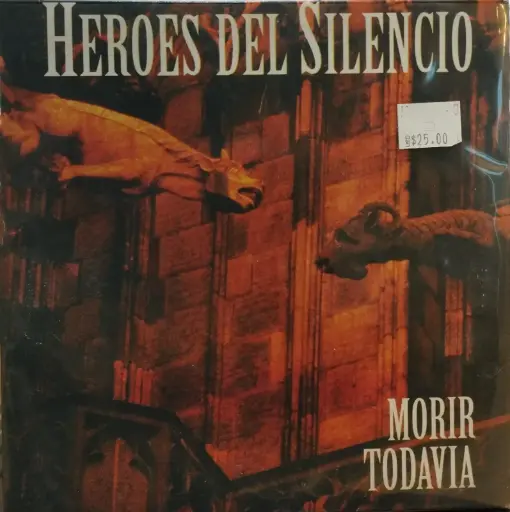 HEROES DEL SILENCIO
$25.00
MORIR
TODAVIA